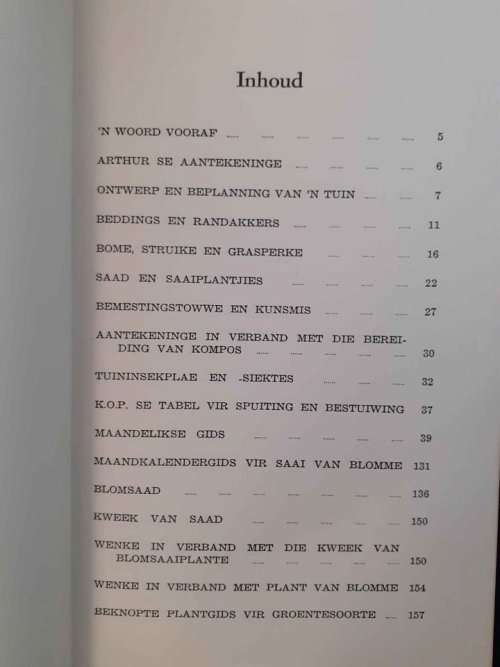 Inhoud
'N WOORD VOORAF 5
ARTHUR SE AANTEKENINGE 6
ONTWERP EN BEPLANNING VAN 'N TUIN 7
BEDDINGS EN RANDAKKERS 11
BOME, STRUIKE EN GRASPERKE 16
SAAD EN SAAIPLANTJIES 22
BEMESTINGSTOWWE EN KUNSMIS 27
AANTEKENINGE IN VERBAND MET DIE BEREI-
DING VAN KOMPOS 30
TUININSEKPLAE EN -SIEKTES 32
K.O.P. SE TABEL VIR SPUITING EN BESTUIWING 37
MAANDELIKSE GIDS 39
MAANDKALENDERGIDS VIR SAAI VAN BLOMME 131
BLOMSAAD 136
KWEEK VAN SAAD 150
WENKE IN VERBAND MET DIE KWEEK VAN
BLOMSAAIPLANTE 150
WENKE IN VERBAND MET PLANT VAN BLOMME 154
BEKNOPTE PLANTGIDS VIR GROENTESOORTE 157